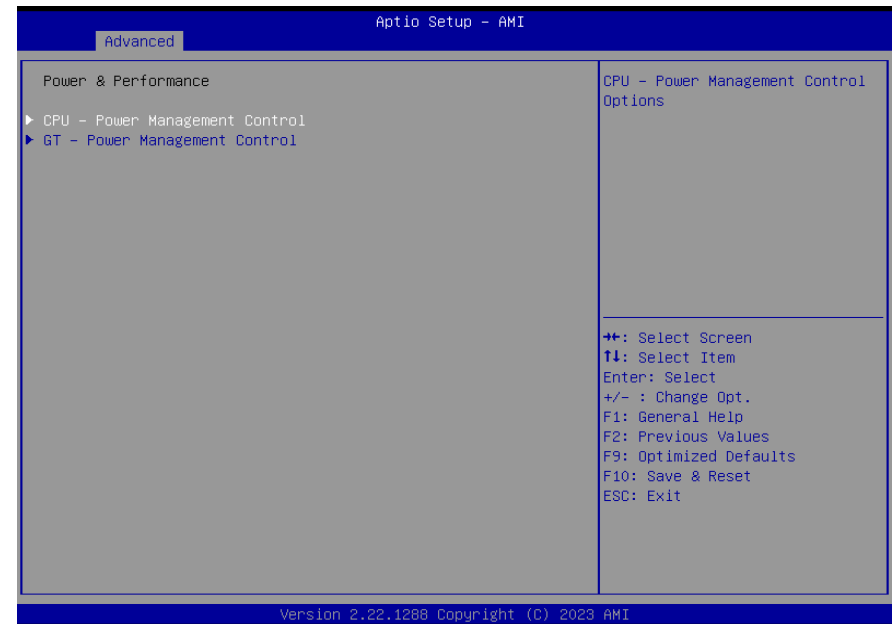 Aptio Setup – AMI
Advanced
Power & Performance
▶ CPU – Power Management Control
▶ GT – Power Management Control
CPU – Power Management Control
Options
→←: Select Screen
↑↓: Select Item
Enter: Select
+/– : Change Opt.
F1: General Help
F2: Previous Values
F9: Optimized Defaults
F10: Save & Reset
ESC: Exit
Version 2.22.1288 Copyright (C) 2023 AMI